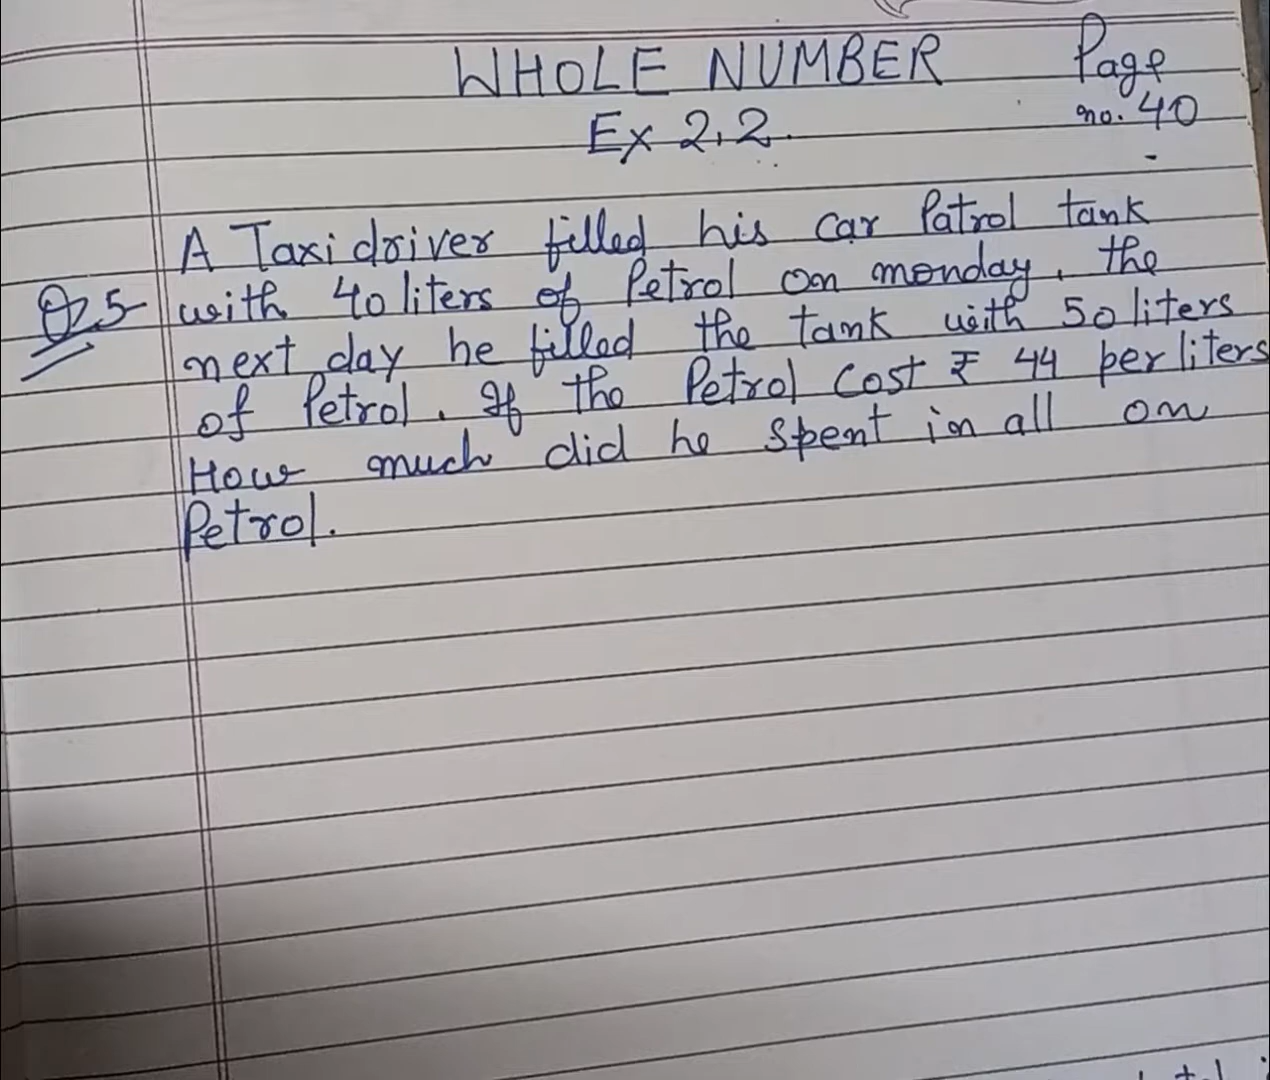 WHOLE NUMBER Page
Ex 2.2. no. 40
A Taxi driver filled his car Patrol tank
Q5 with 40 liters of Petrol on monday, the
next day he filled the tank with 50 liters
of Petrol. If the Petrol cost ₹ 44 per liters
How much did he spent in all on
Petrol.